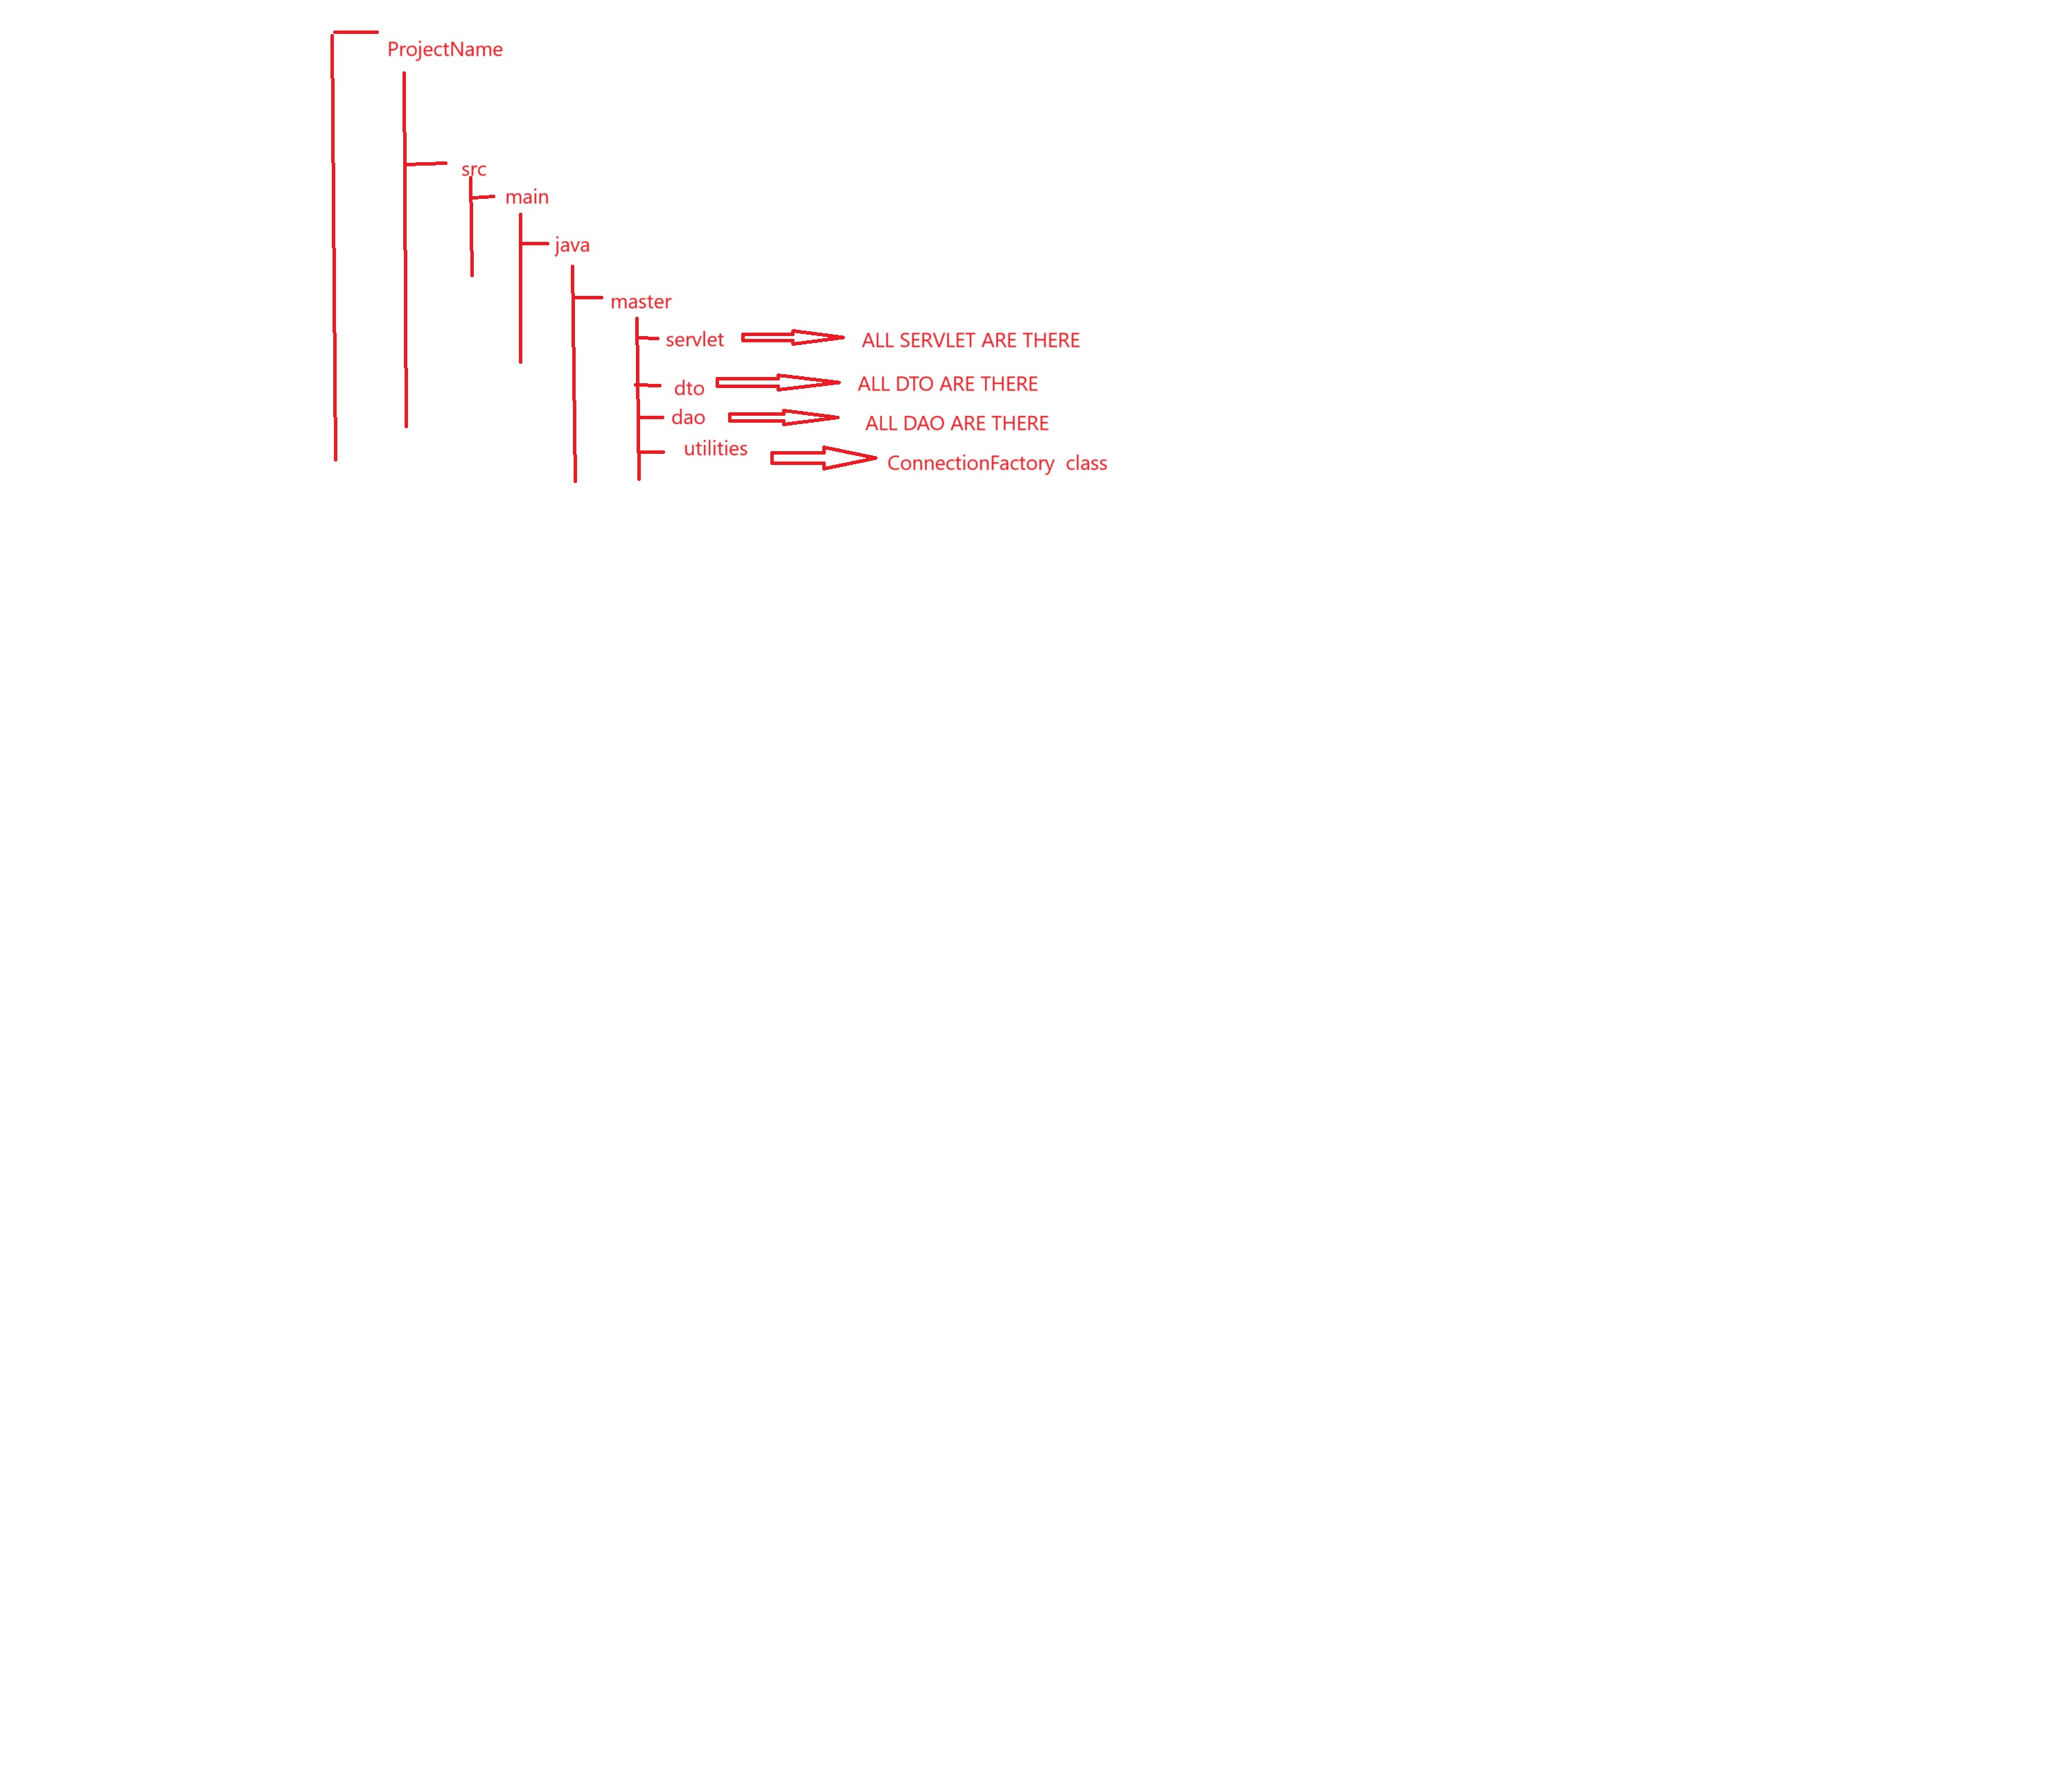 ProjectName
src
main
java
master
servlet ALL SERVLET ARE THERE
dto ALL DTO ARE THERE
dao ALL DAO ARE THERE
utilities ConnectionFactory class